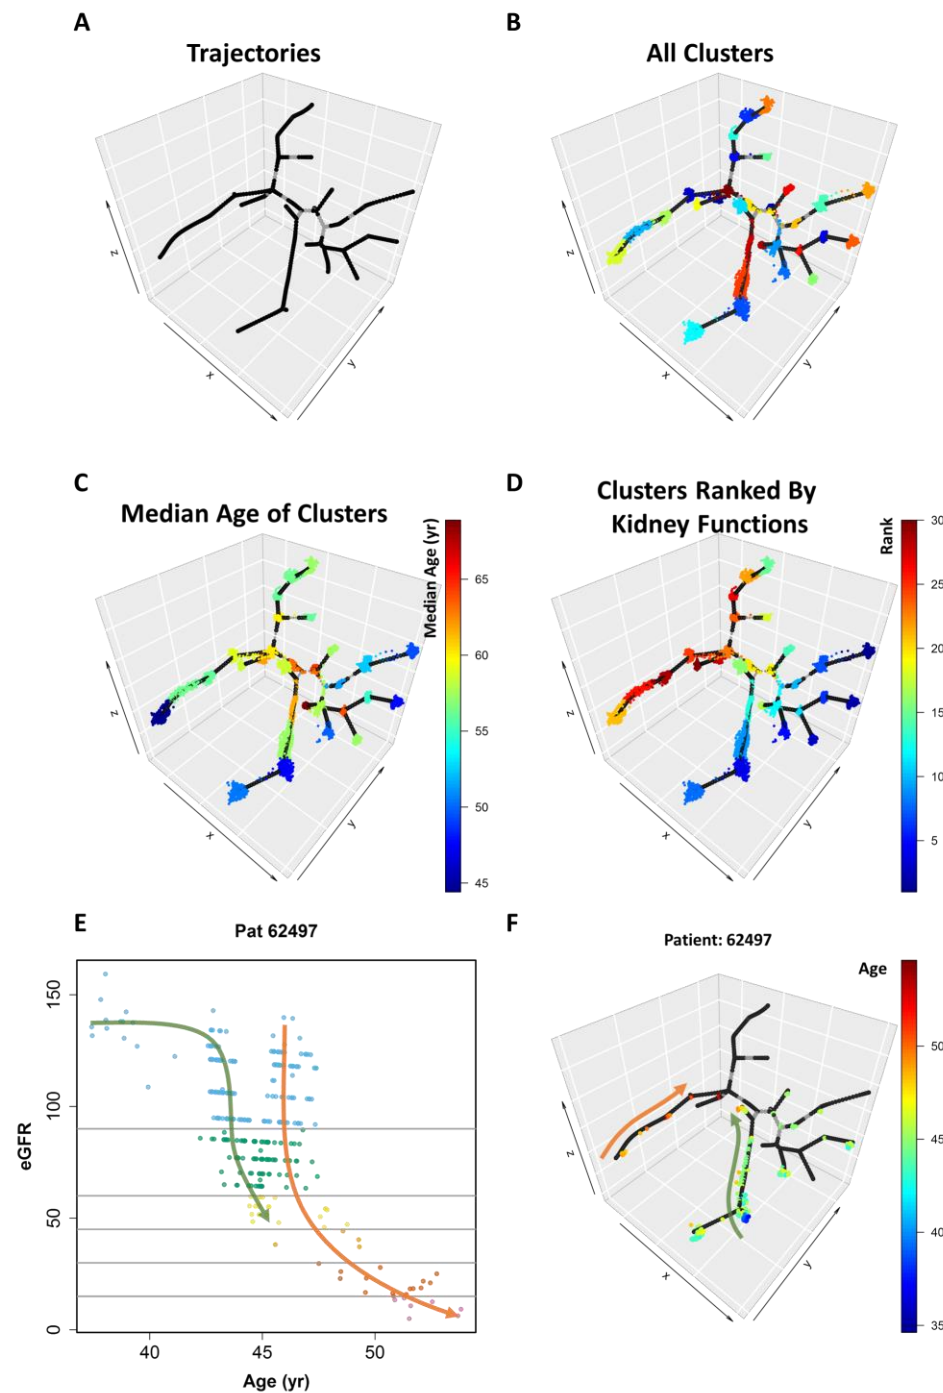 A
Trajectories
z
x
y
B
All Clusters
z
x
y
C
Median Age of Clusters
Median Age (yr)
65
60
55
50
45
z
x
y
D
Clusters Ranked By
Kidney Functions
Rank
30
25
20
15
10
5
z
x
y
E
Pat 62497
eGFR
150
100
50
0
40
45
50
Age (yr)
F
Patient: 62497
Age
50
45
40
35
z
x
y